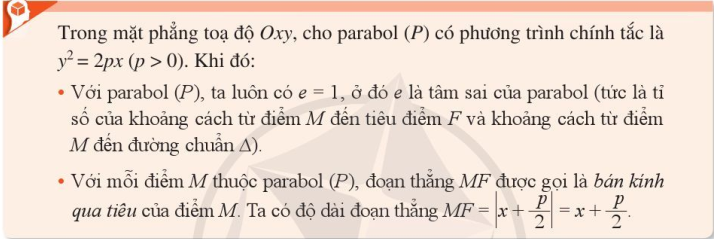 Trong mặt phẳng toạ độ Oxy, cho parabol (P) có phương trình chính tắc là
y² = 2px (p > 0). Khi đó:
• Với parabol (P), ta luôn có e = 1, ở đó e là tâm sai của parabol (tức là tỉ
số của khoảng cách từ điểm M đến tiêu điểm F và khoảng cách từ điểm
M đến đường chuẩn Δ).
• Với mỗi điểm M thuộc parabol (P), đoạn thẳng MF được gọi là bán kính
qua tiêu của điểm M. Ta có độ dài đoạn thẳng MF = |x + p/2| = x + p/2.